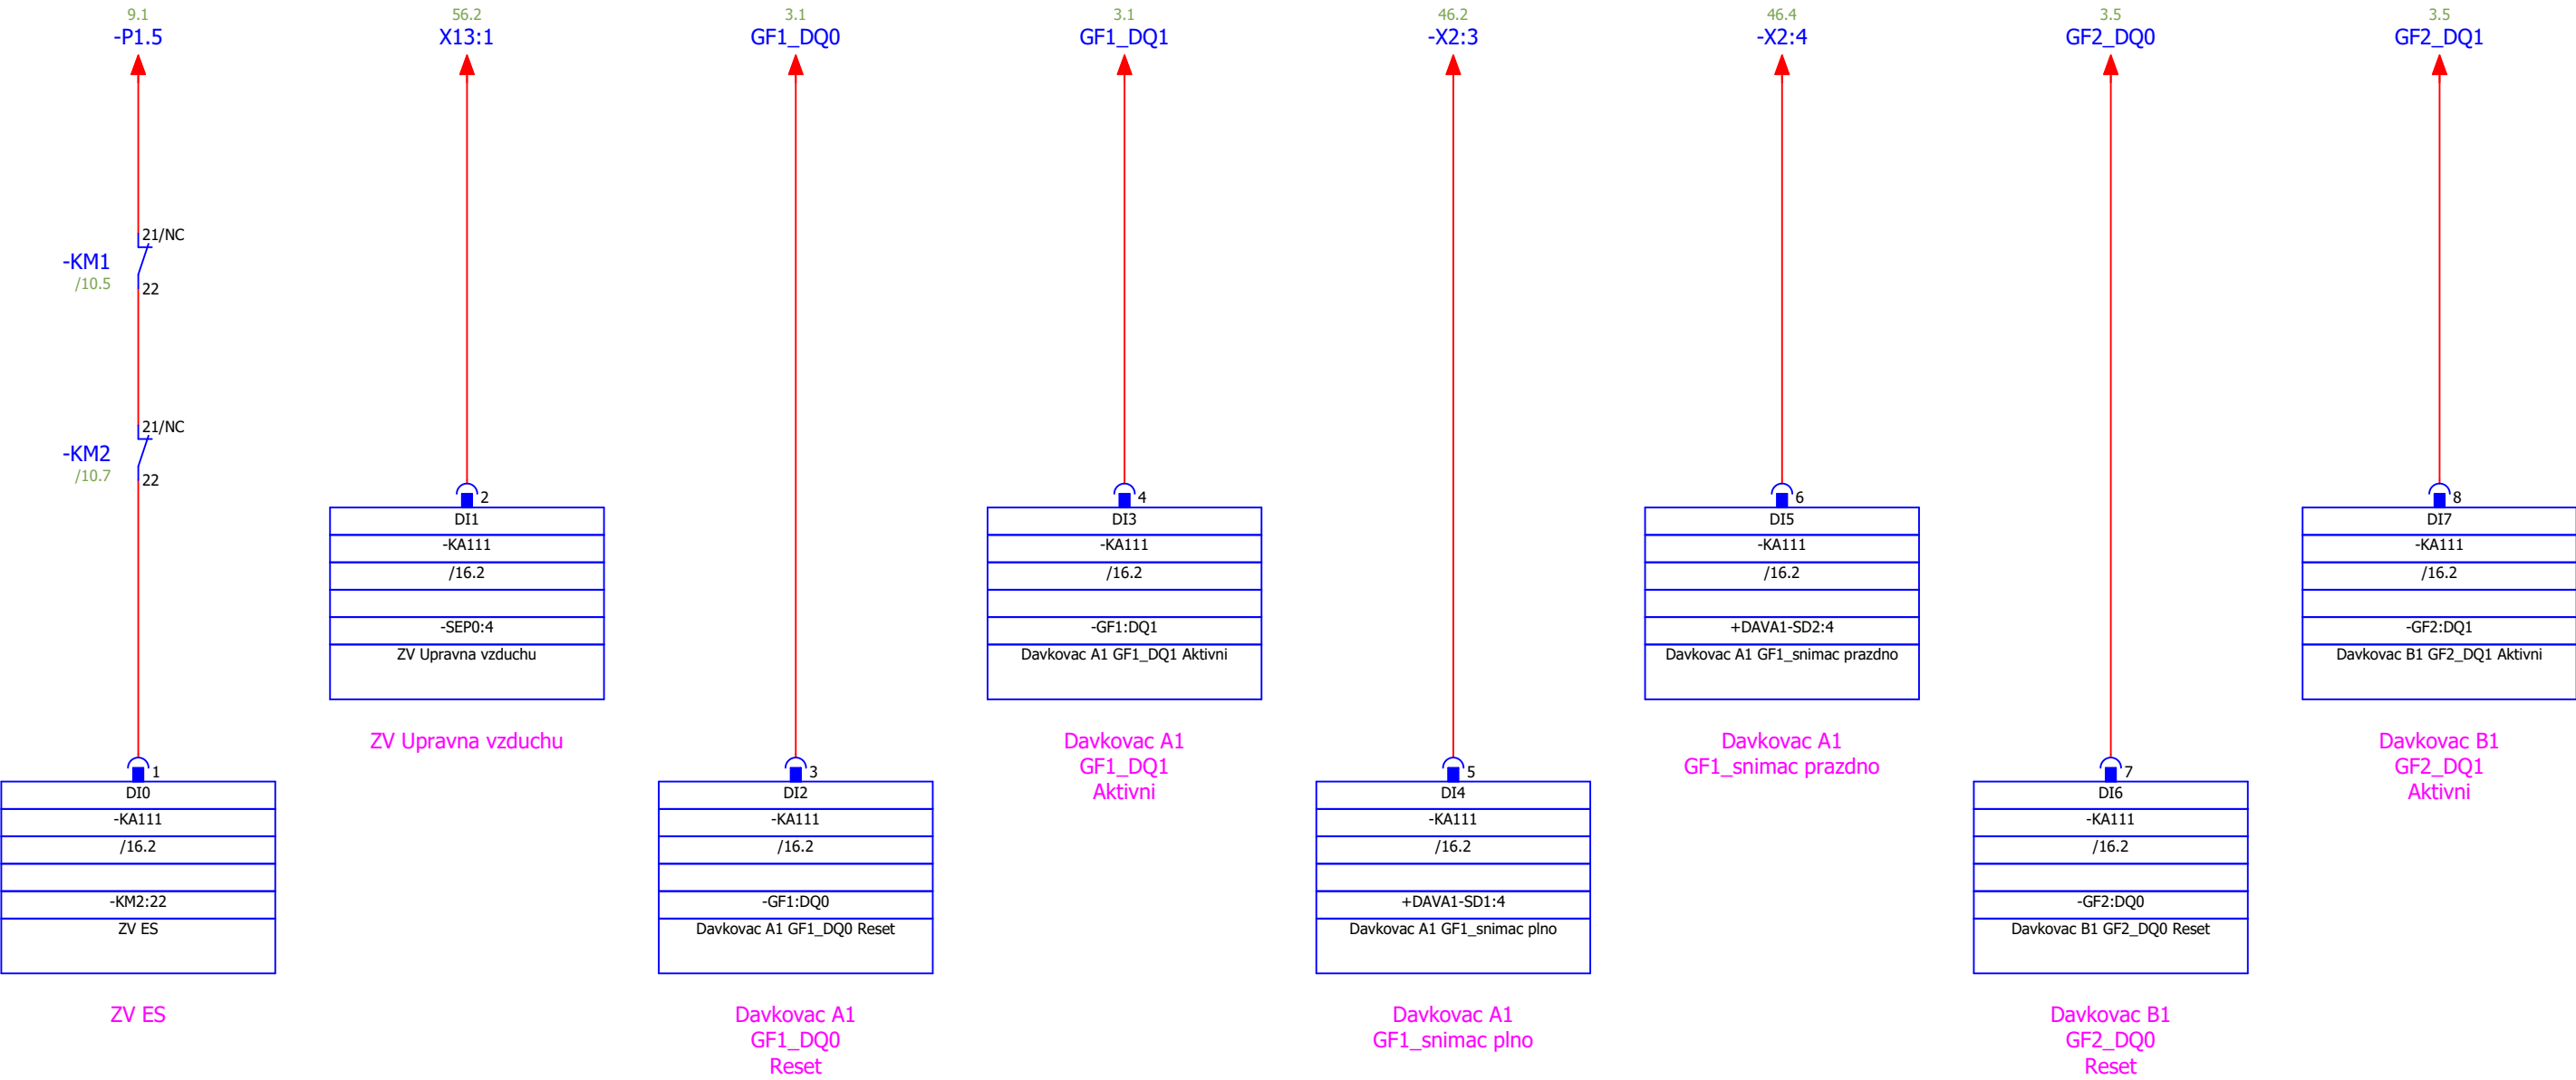 9.1
-P1.5
56.2
X13:1
3.1
GF1_DQ0
3.1
GF1_DQ1
46.2
-X2:3
46.4
-X2:4
3.5
GF2_DQ0
3.5
GF2_DQ1
21/NC
-KM1
/10.5
22
21/NC
-KM2
/10.7
22
2
DI1
-KA111
/16.2
-SEP0:4
ZV Upravna vzduchu
ZV Upravna vzduchu
4
DI3
-KA111
/16.2
-GF1:DQ1
Davkovac A1 GF1_DQ1 Aktivni
Davkovac A1
GF1_DQ1
Aktivni
6
DI5
-KA111
/16.2
+DAVA1-SD2:4
Davkovac A1 GF1_snimac prazdno
Davkovac A1
GF1_snimac prazdno
8
DI7
-KA111
/16.2
-GF2:DQ1
Davkovac B1 GF2_DQ1 Aktivni
Davkovac B1
GF2_DQ1
Aktivni
1
DI0
-KA111
/16.2
-KM2:22
ZV ES
ZV ES
3
DI2
-KA111
/16.2
-GF1:DQ0
Davkovac A1 GF1_DQ0 Reset
Davkovac A1
GF1_DQ0
Reset
5
DI4
-KA111
/16.2
+DAVA1-SD1:4
Davkovac A1 GF1_snimac plno
Davkovac A1
GF1_snimac plno
7
DI6
-KA111
/16.2
-GF2:DQ0
Davkovac B1 GF2_DQ0 Reset
Davkovac B1
GF2_DQ0
Reset